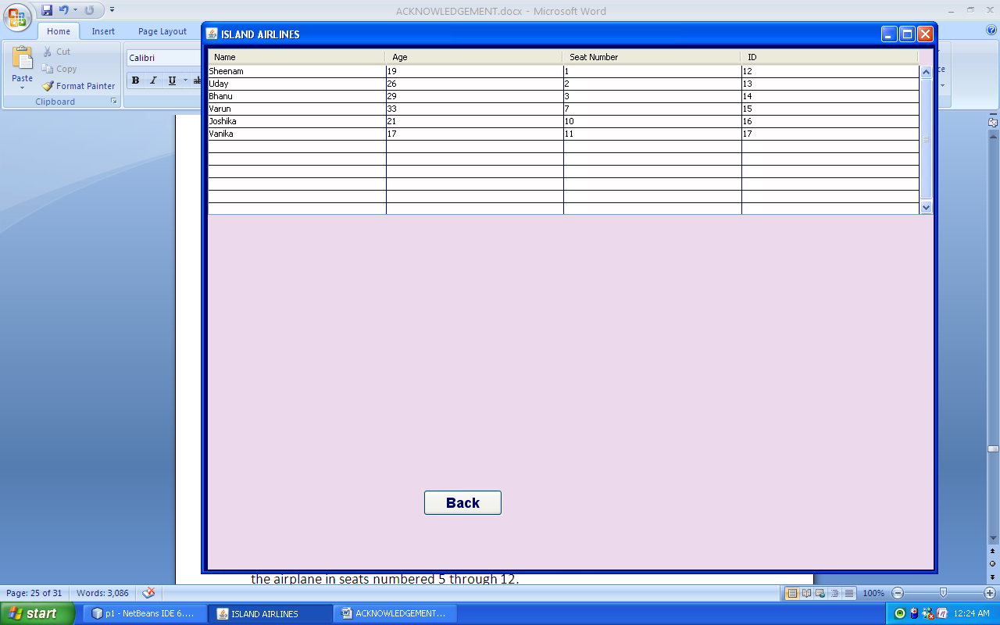 ACKNOWLEDGEMENT.docx - Microsoft Word
Home Insert Page Layout
Cut
Copy
Paste
Format Painter
Clipboard
Calibri
B I U ab
ISLAND AIRLINES
Name Age Seat Number ID
Sheenam 19 1 12
Uday 26 2 13
Bhanu 29 3 14
Varun 33 7 15
Joshika 21 10 16
Vanika 17 11 17
Back
the airplane in seats numbered 5 through 12.
Page: 25 of 31 Words: 3,086 100%
start p1 - NetBeans IDE 6.... ISLAND AIRLINES ACKNOWLEDGEMENT... 12:24 AM